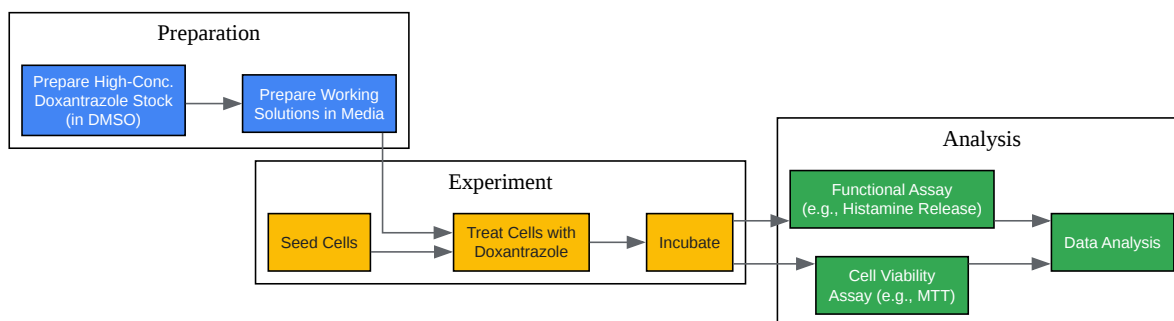 Preparation
Prepare High-Conc.
Doxantrazole Stock
(in DMSO)
Prepare Working
Solutions in Media
Experiment
Seed Cells
Treat Cells with
Doxantrazole
Incubate
Analysis
Functional Assay
(e.g., Histamine Release)
Cell Viability
Assay (e.g., MTT)
Data Analysis